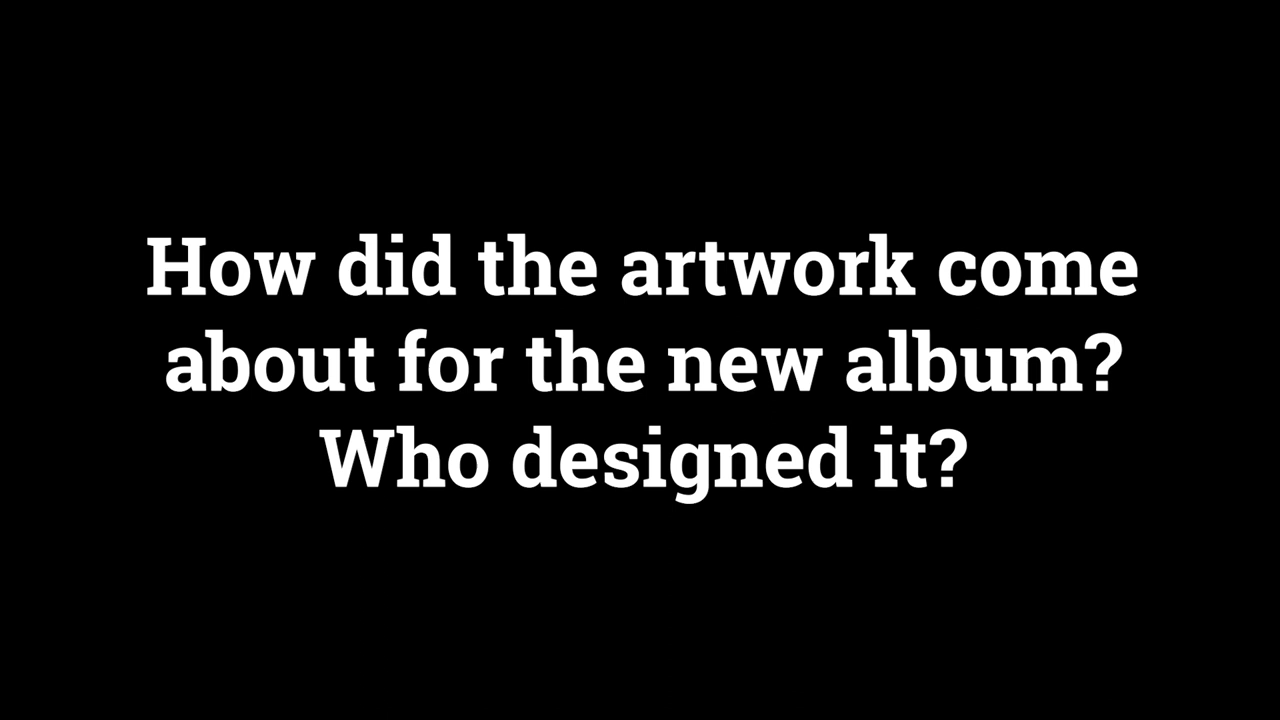 How did the artwork come
about for the new album?
Who designed it?